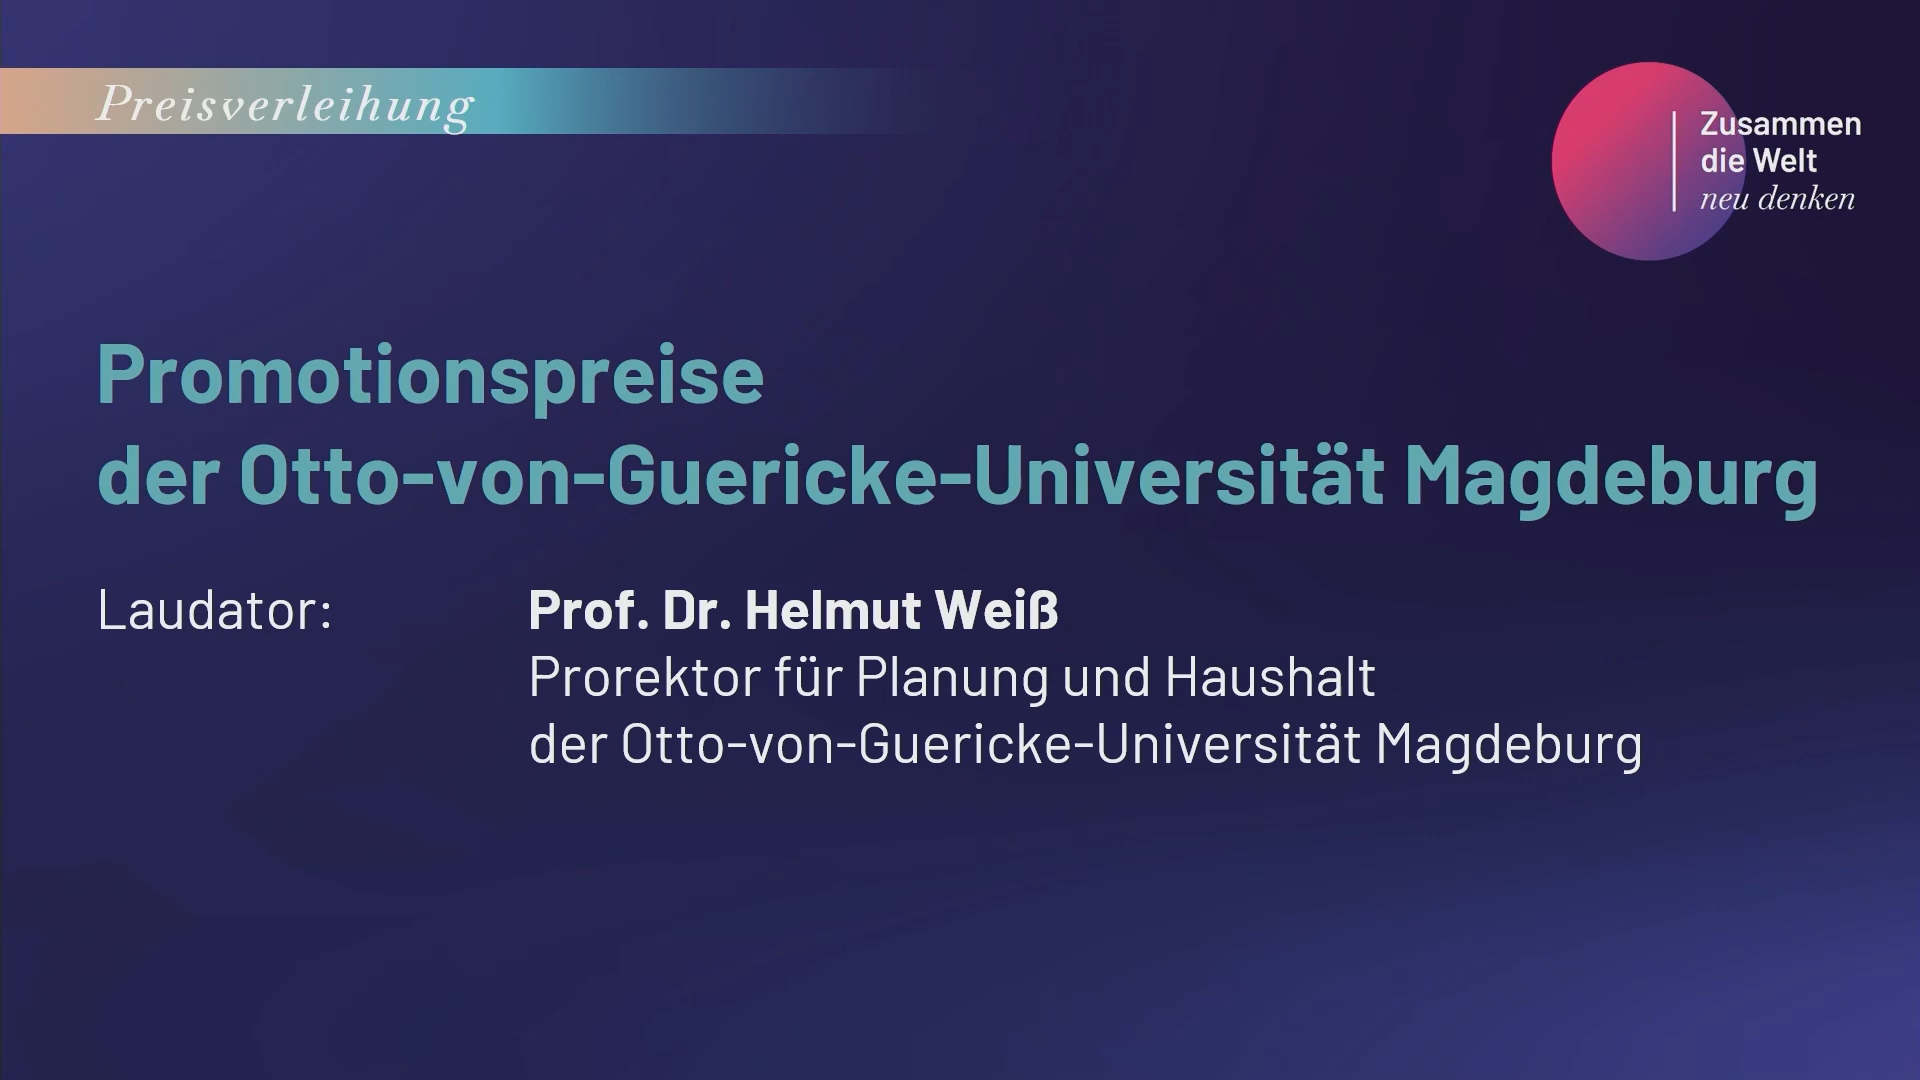 Preisverleihung
Zusammen
die Welt
neu denken
Promotionspreise
der Otto-von-Guericke-Universität Magdeburg
Laudator: Prof. Dr. Helmut Weiß
Prorektor für Planung und Haushalt
der Otto-von-Guericke-Universität Magdeburg